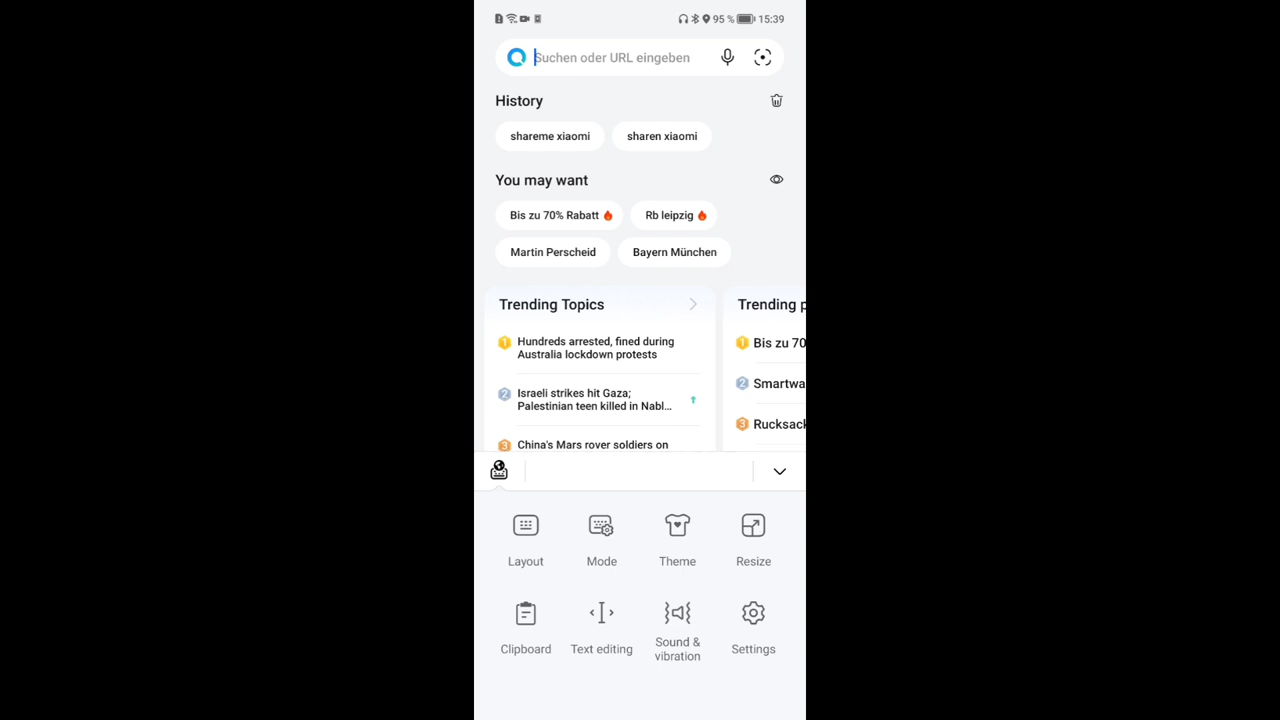 95 % 15:39
Suchen oder URL eingeben
History
shareme xiaomi sharen xiaomi
You may want
Bis zu 70% Rabatt Rb leipzig
Martin Perscheid Bayern München
Trending Topics
Trending p
1 Hundreds arrested, fined during
Australia lockdown protests
2 Israeli strikes hit Gaza;
Palestinian teen killed in Nabl...
3 China's Mars rover soldiers on
1 Bis zu 70
2 Smartwa
3 Rucksack
Layout Mode Theme Resize
Clipboard Text editing Sound &
vibration Settings